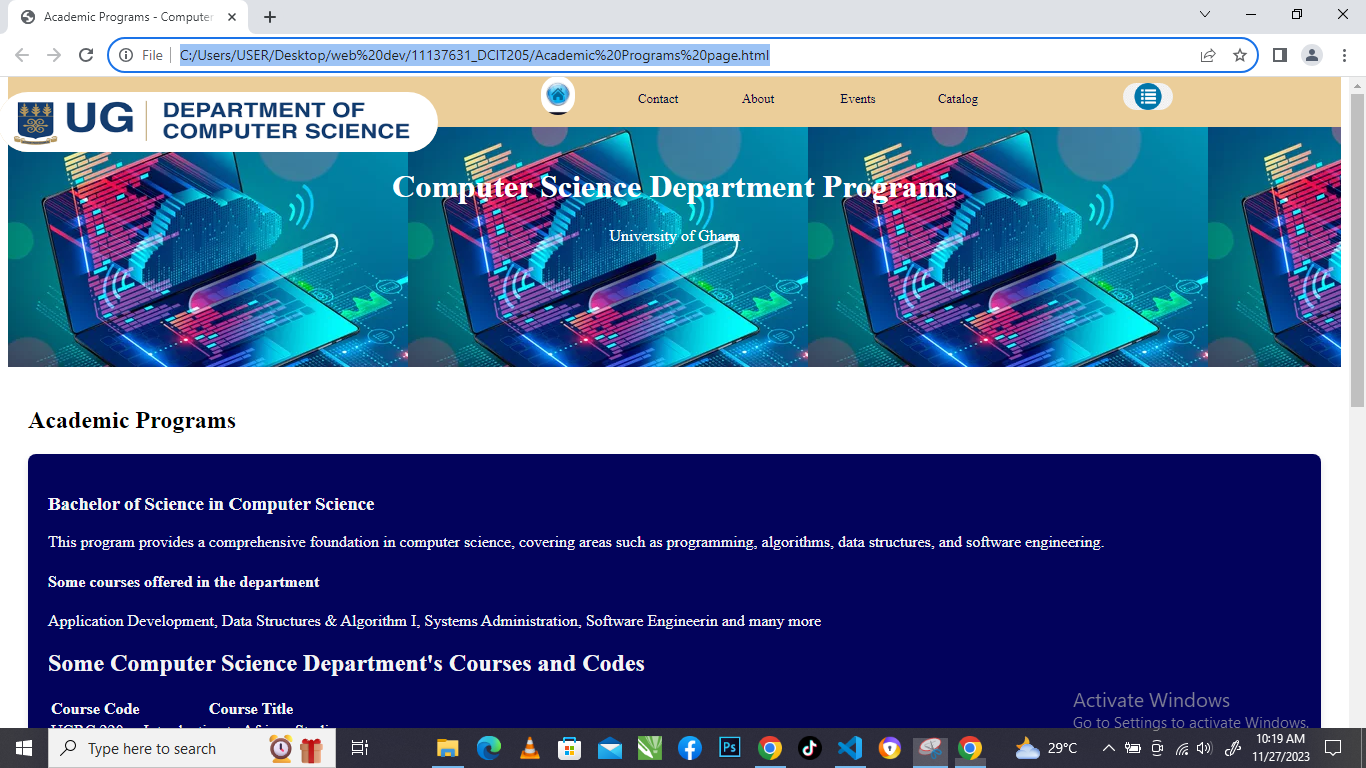 Academic Programs - Computer
File
C:/Users/USER/Desktop/web%20dev/11137631_DCIT205/Academic%20Programs%20page.html
UG DEPARTMENT OF
COMPUTER SCIENCE
Contact About Events Catalog
Computer Science Department Programs
University of Ghana
Academic Programs
Bachelor of Science in Computer Science
This program provides a comprehensive foundation in computer science, covering areas such as programming, algorithms, data structures, and software engineering.
Some courses offered in the department
Application Development, Data Structures & Algorithm I, Systems Administration, Software Engineerin and many more
Some Computer Science Department's Courses and Codes
Course Code Course Title
Activate Windows
Go to Settings to activate Windows.
Type here to search
Ps
29°C
10:19 AM
11/27/2023